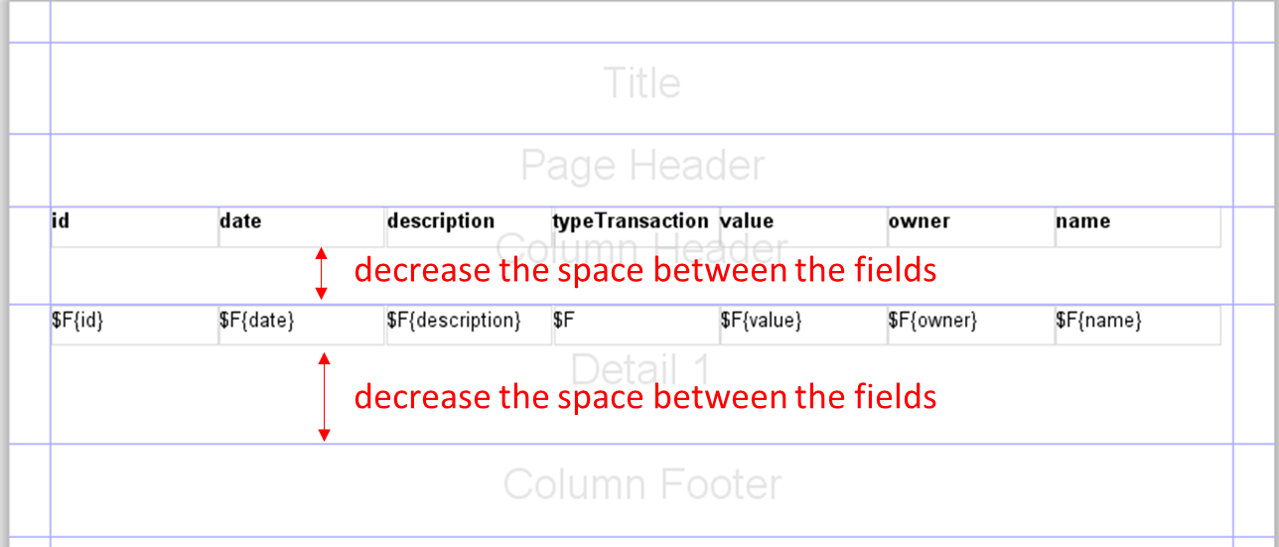 Title
Page Header
id date description typeTransaction value owner name
Column Header
decrease the space between the fields
$F{id} $F{date} $F{description} $F $F{value} $F{owner} $F{name}
Detail 1
decrease the space between the fields
Column Footer